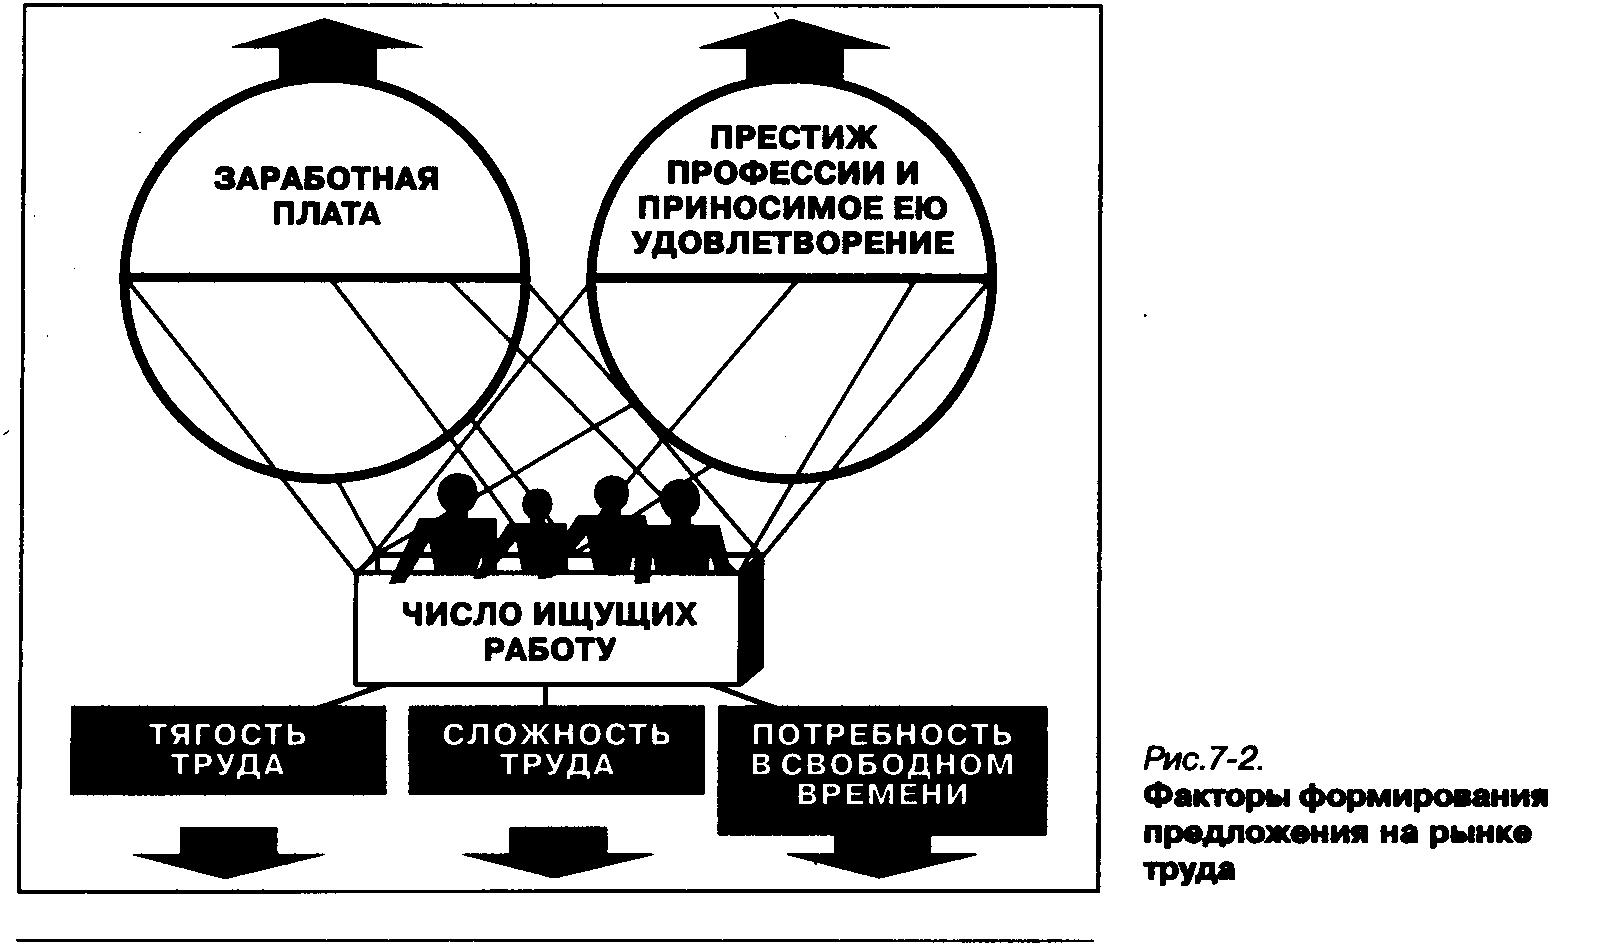 ЗАРАБОТНАЯ
ПЛАТА
ПРЕСТИЖ
ПРОФЕССИИ И
ПРИНОСИМОЕ ЕЮ
УДОВЛЕТВОРЕНИЕ
ЧИСЛО ИЩУЩИХ
РАБОТУ
ТЯГОСТЬ
ТРУДА
СЛОЖНОСТЬ
ТРУДА
ПОТРЕБНОСТЬ
В СВОБОДНОМ
ВРЕМЕНИ
Рис.7-2.
Факторы формирования
предложения на рынке
труда